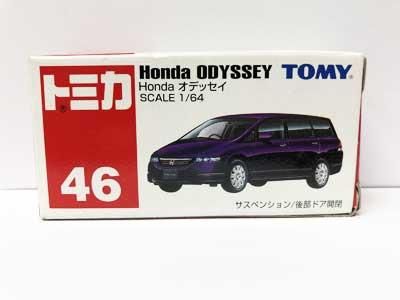 トミカ®
Honda ODYSSEY TOMY
Honda オデッセイ
SCALE 1/64
46
サスペンション/後部ドア開閉